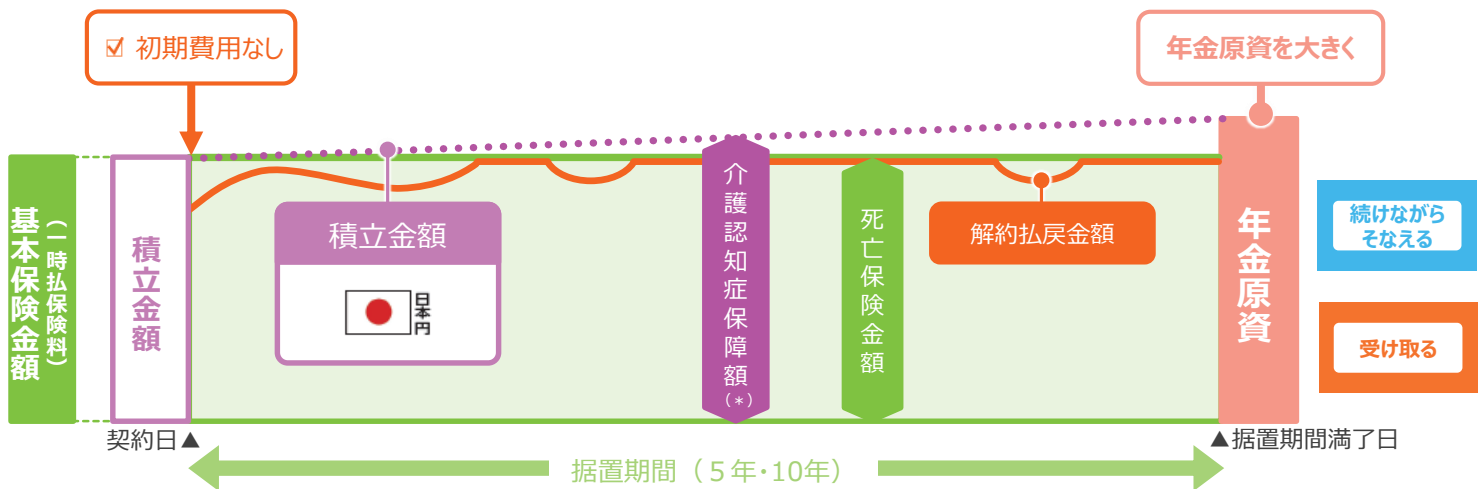 ☑ 初期費用なし
年金原資を大きく
基本保険金額
（一時払保険料）
積立金額
積立金額
日本円
介護認知症保障額
(＊)
死亡保険金額
解約払戻金額
年金原資
続けながら
そなえる
受け取る
契約日▲
▲据置期間満了日
据置期間（５年・10年）